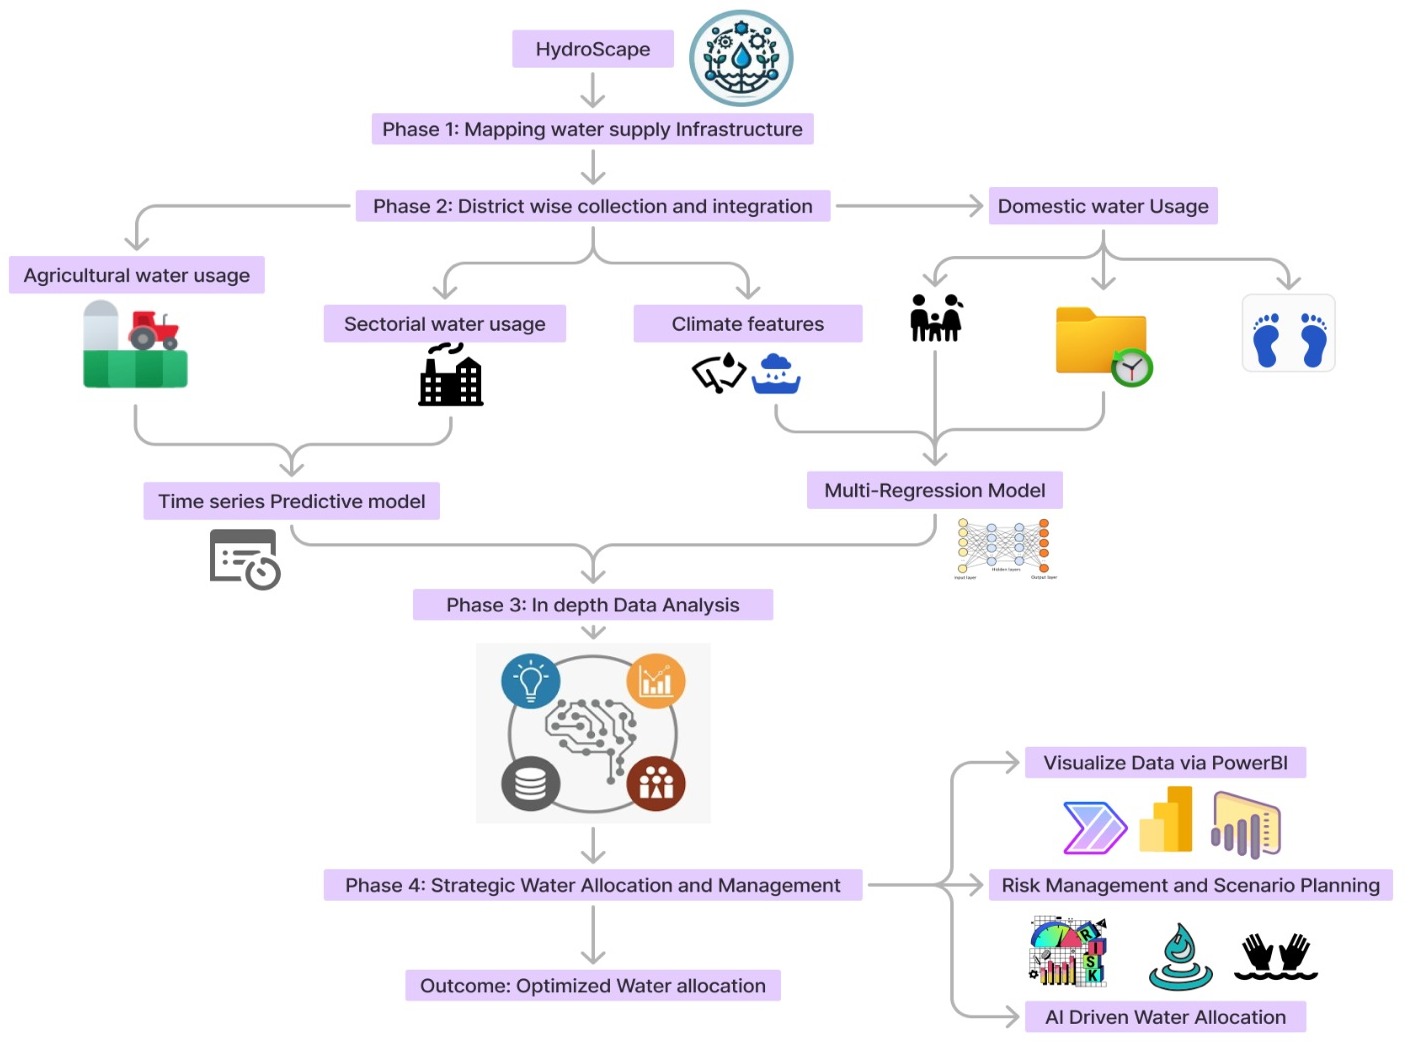 HydroScape
Phase 1: Mapping water supply Infrastructure
Phase 2: District wise collection and integration
Domestic water Usage
Agricultural water usage
Sectorial water usage
Climate features
Time series Predictive model
Multi-Regression Model
Input layer
Hidden layers
Output layer
Phase 3: In depth Data Analysis
Visualize Data via PowerBI
Phase 4: Strategic Water Allocation and Management
Risk Management and Scenario Planning
RISK
Outcome: Optimized Water allocation
AI Driven Water Allocation